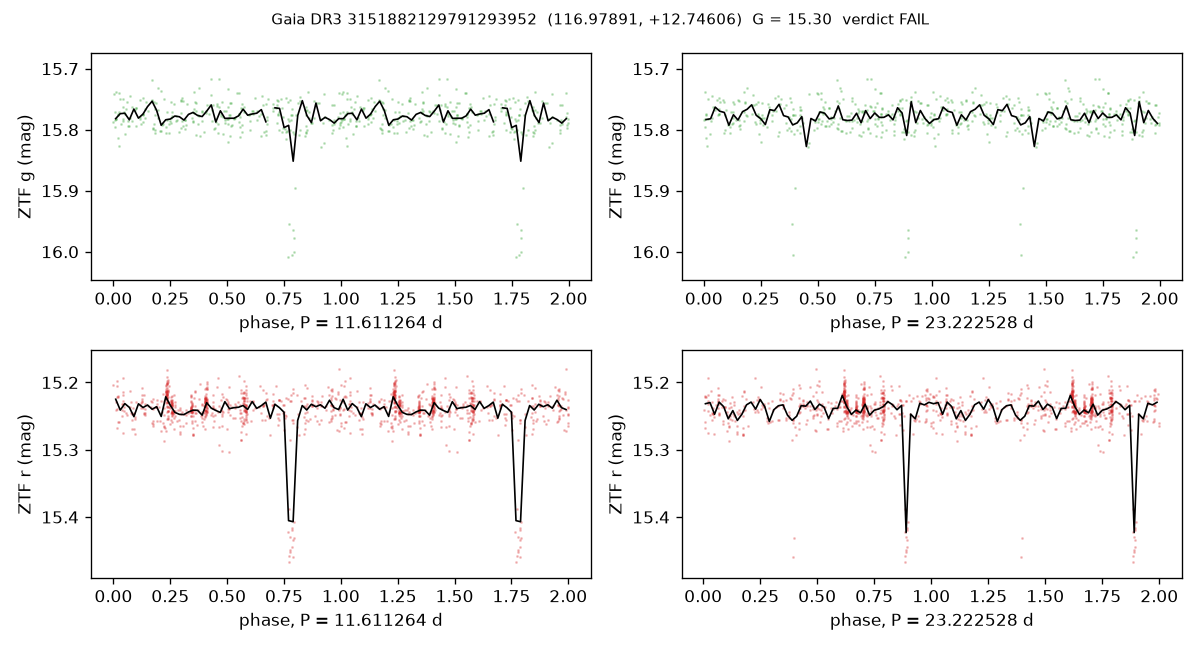 Gaia DR3 3151882129791293952 (116.97891, +12.74606) G = 15.30 verdict FAIL
ZTF g (mag)
15.7
15.8
15.9
16.0
0.00 0.25 0.50 0.75 1.00 1.25 1.50 1.75 2.00
phase, P = 11.611264 d
ZTF g (mag)
15.7
15.8
15.9
16.0
0.00 0.25 0.50 0.75 1.00 1.25 1.50 1.75 2.00
phase, P = 23.222528 d
ZTF r (mag)
15.2
15.3
15.4
0.00 0.25 0.50 0.75 1.00 1.25 1.50 1.75 2.00
phase, P = 11.611264 d
ZTF r (mag)
15.2
15.3
15.4
0.00 0.25 0.50 0.75 1.00 1.25 1.50 1.75 2.00
phase, P = 23.222528 d